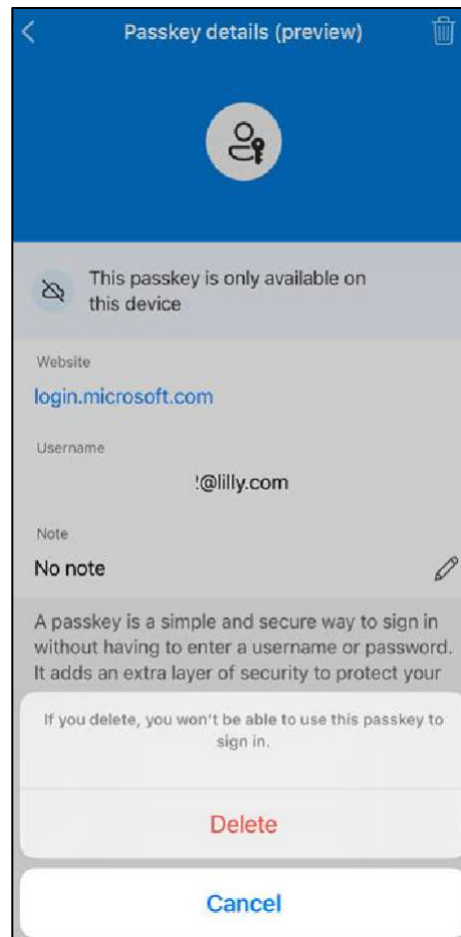 Passkey details (preview)
This passkey is only available on
this device
Website
login.microsoft.com
Username
!@lilly.com
Note
No note
A passkey is a simple and secure way to sign in
without having to enter a username or password.
It adds an extra layer of security to protect your
If you delete, you won't be able to use this passkey to
sign in.
Delete
Cancel